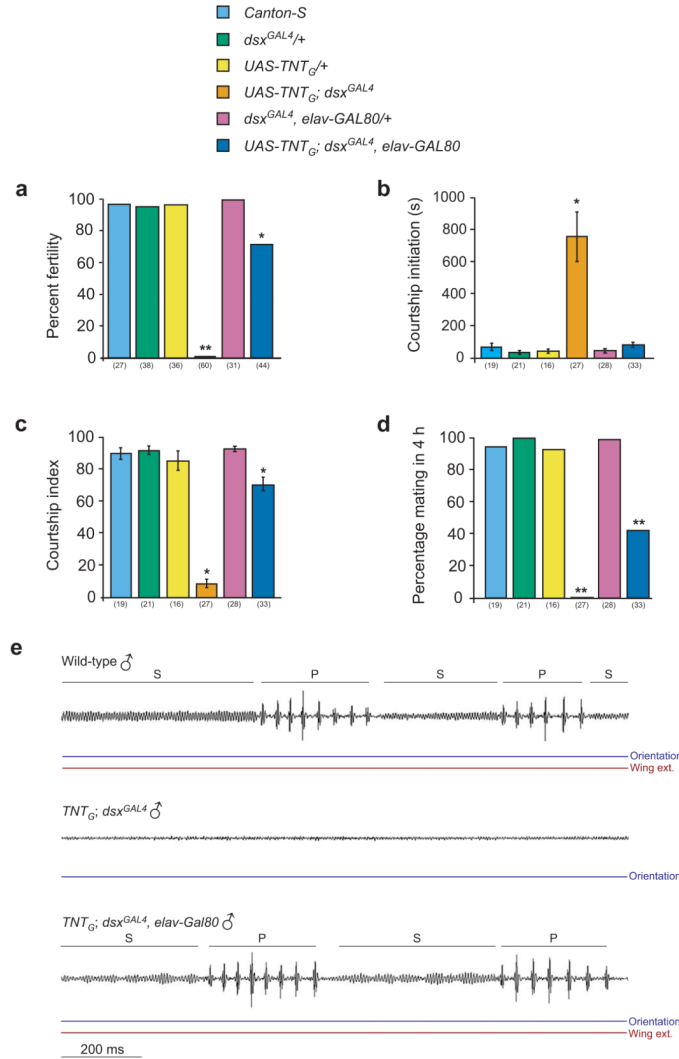 Canton-S
dsxGAL4/+
UAS-TNTG/+
UAS-TNTG; dsxGAL4
dsxGAL4, elav-GAL80/+
UAS-TNTG; dsxGAL4, elav-GAL80
a
Percent fertility
100
80
60
40
20
0
**
*
(27) (38) (36) (60) (31) (44)
b
Courtship initiation (s)
1000
800
600
400
200
0
*
(19) (21) (16) (27) (28) (33)
c
Courtship index
100
80
60
40
20
0
*
*
(19) (21) (16) (27) (28) (33)
d
Percentage mating in 4 h
100
80
60
40
20
0
**
**
(19) (21) (16) (27) (28) (33)
e
Wild-type ♂
S P S P S
Orientation
Wing ext.
TNTG; dsxGAL4 ♂
Orientation
TNTG; dsxGAL4, elav-Gal80 ♂
S P S P
Orientation
Wing ext.
200 ms